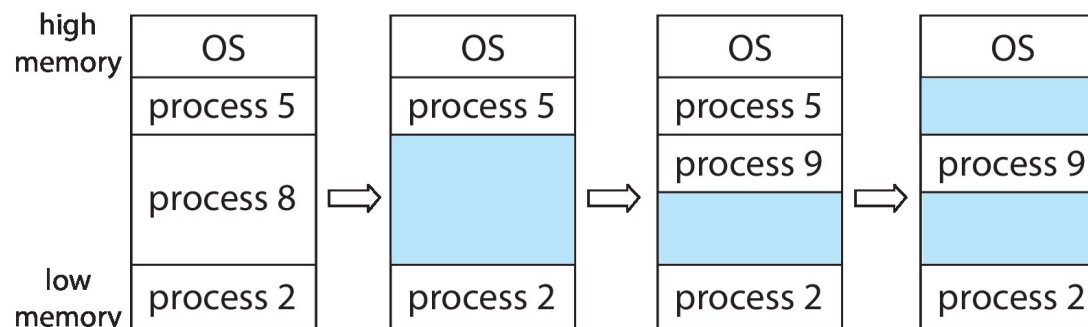 high
memory
OS
process 5
process 8
process 2
low
memory
OS
process 5
process 2
OS
process 5
process 9
process 2
OS
process 9
process 2